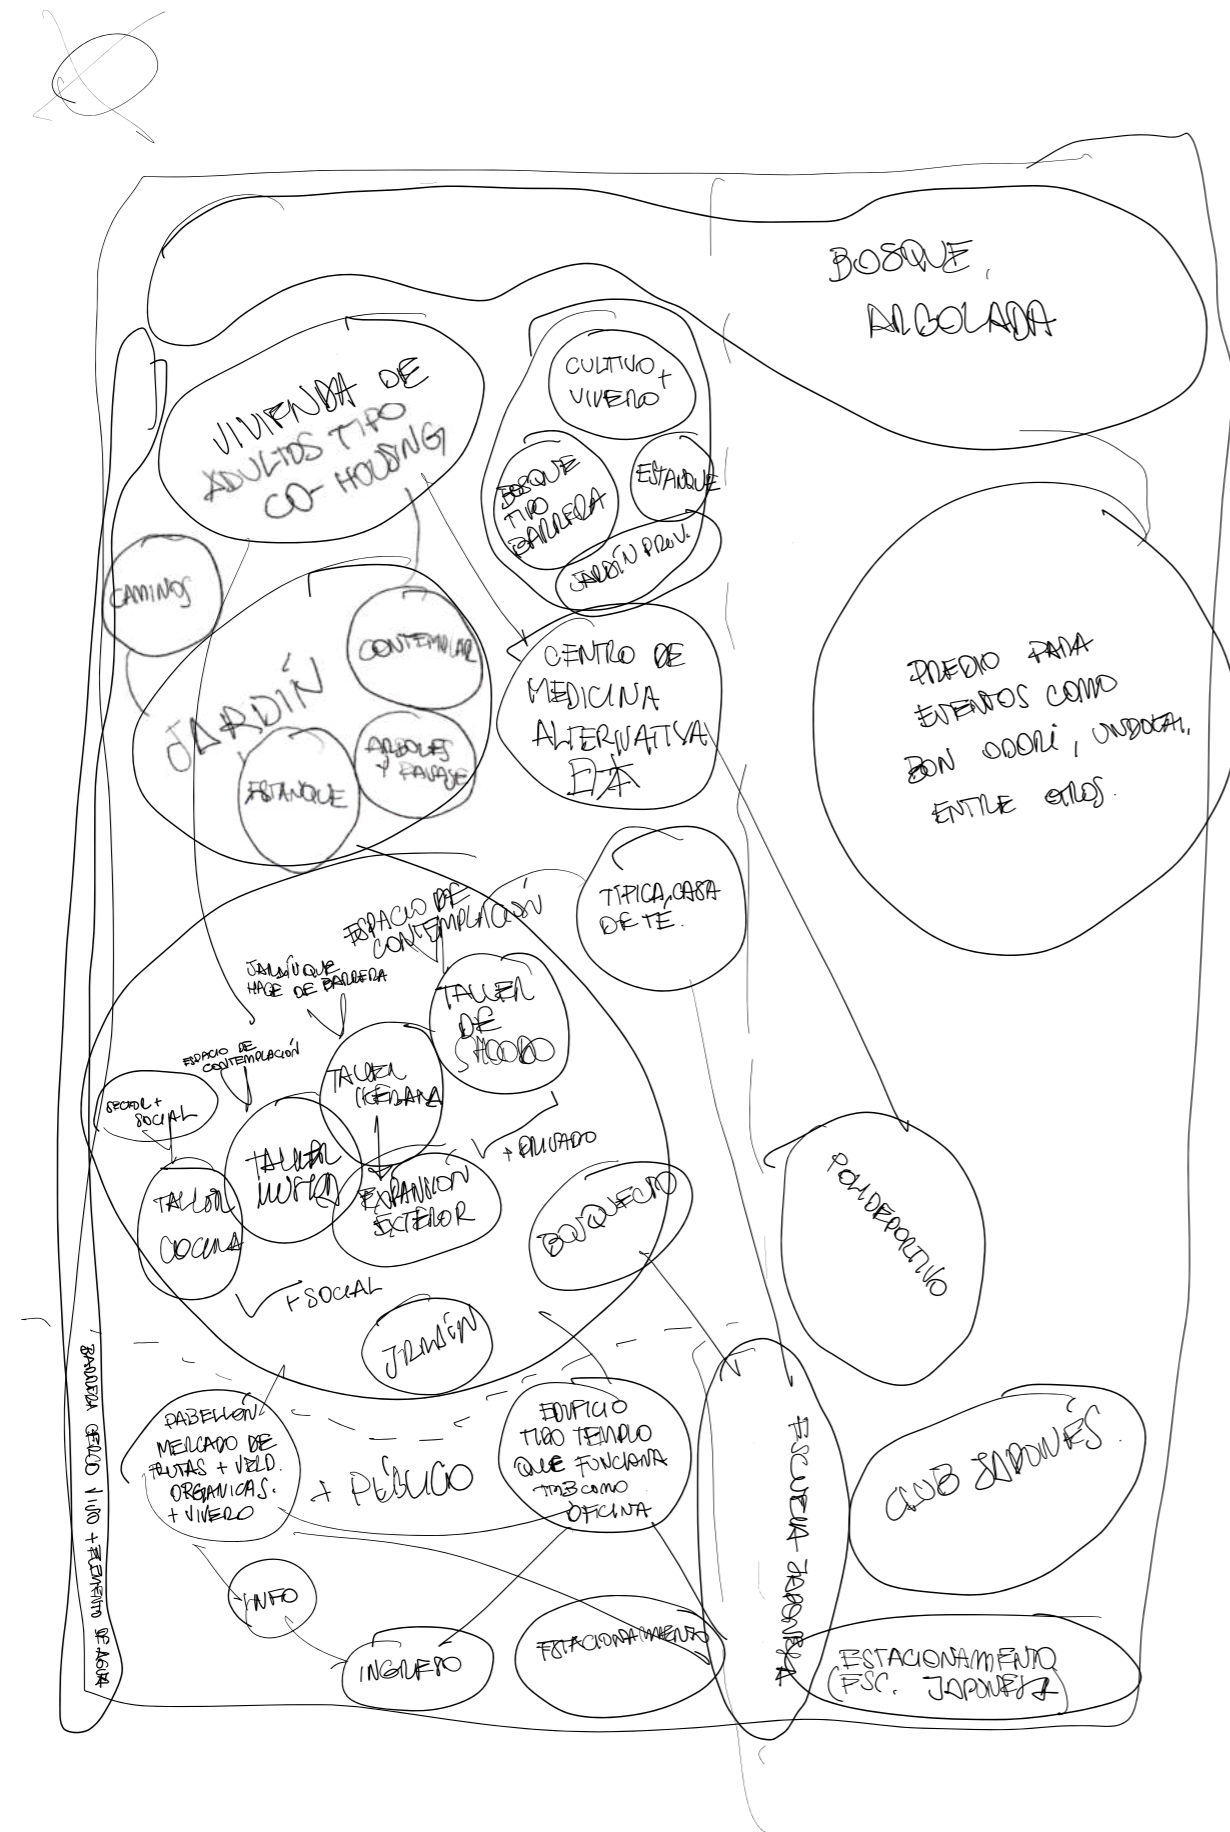 BOSQUE,
ARBOLADA
VIVIENDA DE
ADULTOS TIPO
CO-HOUSING
CULTIVO +
VIVERO
BOSQUE
TIPO
BARRERA
ESTANQUE
JARDÍN PROV.
CAMINOS
JARDÍN
CONTEMPLAR
ARBOLES
Y PAISAJE
ESTANQUE
CENTRO DE
MEDICINA
ALTERNATIVA
PREDIO PARA
EVENTOS COMO
BON ODORI, UNDOKAI,
ENTRE OTROS.
TIPICA CASA
DE TÉ.
ESPACIO DE
CONTEMPLACIÓN
JARDÍN QUE
HACE DE BARRERA
TALLER
DE
SHODO
ESPACIO DE
CONTEMPLACIÓN
TALLER
IKEBANA
SECTOR +
SOCIAL
TALLER
MUSICA
TALLER
COCINA
EXPANSIÓN
EXTERIOR
+ PRIVADO
BOSQUECITO
+ SOCIAL
JARDÍN
POLIDEPORTIVO
PABELLÓN
MERCADO DE
FRUTAS + VERD.
ORGANICAS.
+ VIVERO
+ PÚBLICO
EDIFICIO
TIPO TEMPLO
QUE FUNCIONA
TMB COMO
OFICINA
ESCUELA JAPONESA
CLUB JAPONÉS.
INFO
INGRESO
ESTACIONAMIENTO
ESTACIONAMIENTO
(ESC. JAPONESA)
BARRERA CERCO VIVO + ELEMENTO DE AGUA